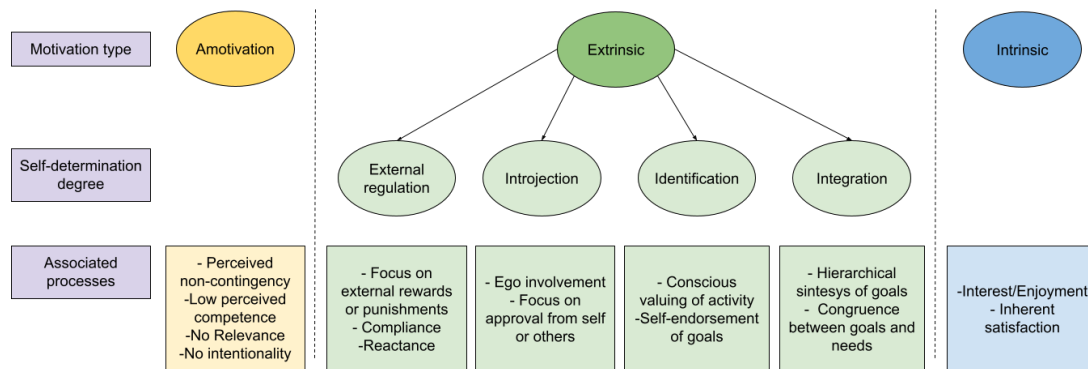 Motivation type
Amotivation
Extrinsic
Intrinsic
Self-determination
degree
External
regulation
Introjection
Identification
Integration
Associated
processes
- Perceived
non-contingency
-Low perceived
competence
-No Relevance
-No intentionality
- Focus on
external rewards
or punishments
- Compliance
-Reactance
- Ego involvement
- Focus on
approval from self
or others
- Conscious
valuing of activity
-Self-endorsement
of goals
- Hierarchical
sintesys of goals
- Congruence
between goals and
needs
-Interest/Enjoyment
- Inherent
satisfaction